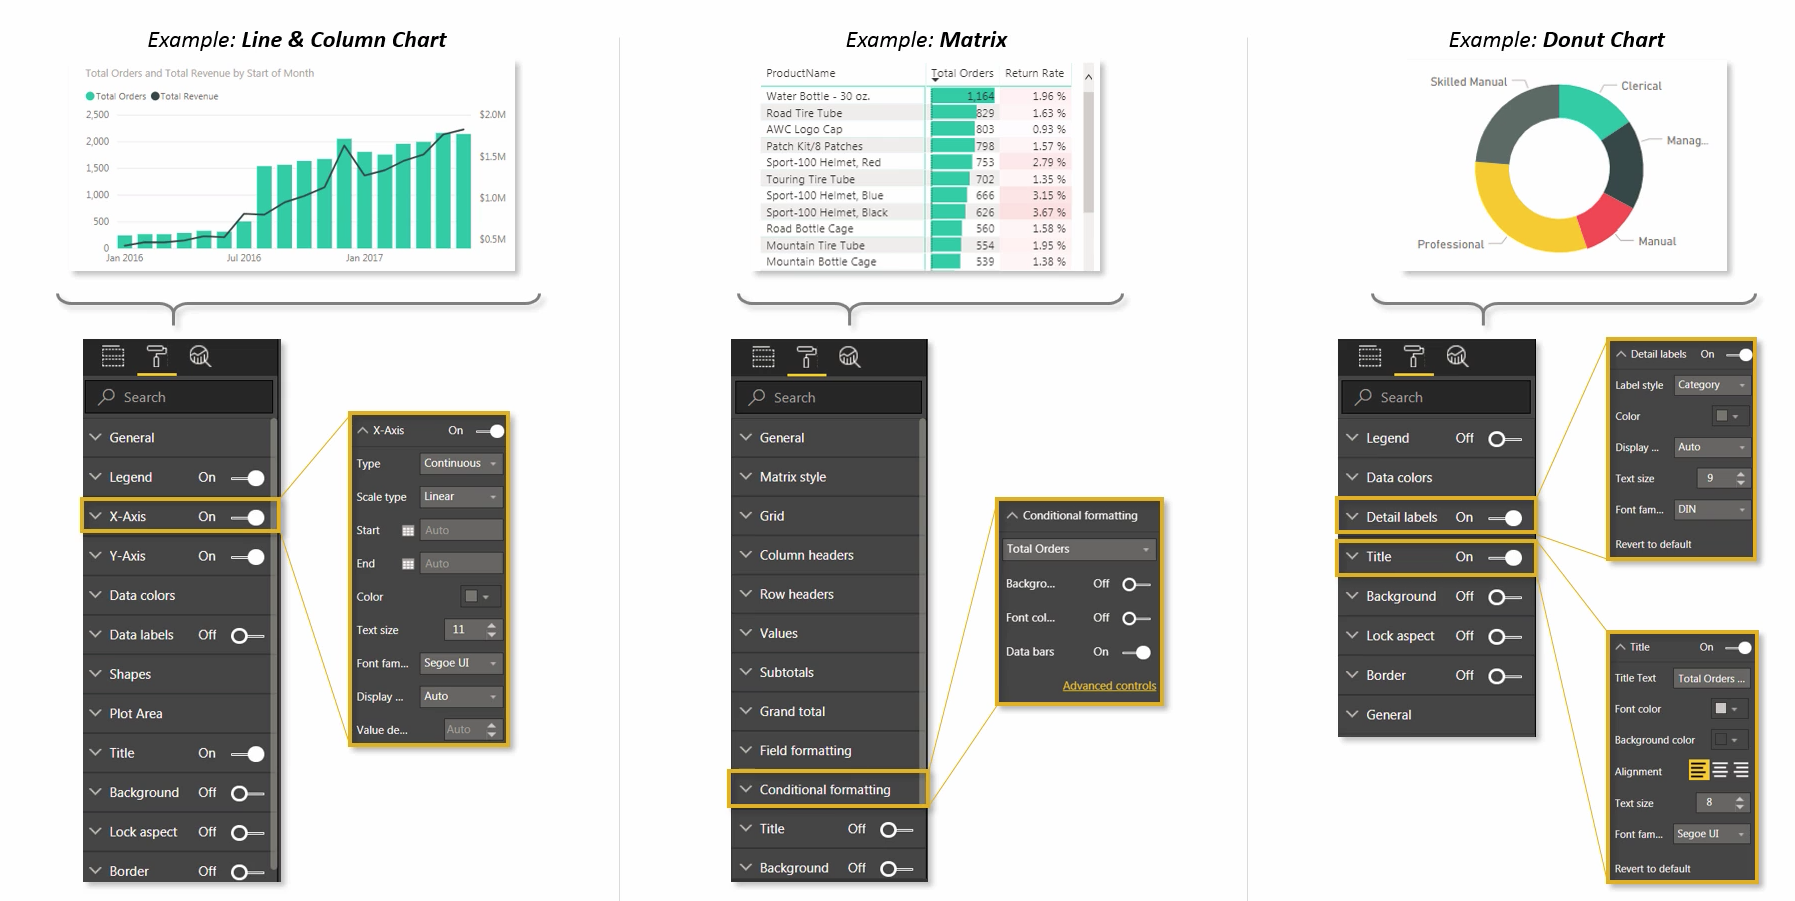 Example: Line & Column Chart
Total Orders and Total Revenue by Start of Month
Total Orders Total Revenue
2,500 $2.0M
2,000
1,500 $1.5M
1,000 $1.0M
500
0 $0.5M
Jan 2016 Jul 2016 Jan 2017
Search
General
Legend On
X-Axis On
Y-Axis On
Data colors
Data labels Off
Shapes
Plot Area
Title On
Background Off
Lock aspect Off
Border Off
X-Axis On
Type Continuous
Scale type Linear
Start Auto
End Auto
Color
Text size 11
Font fam... Segoe UI
Display ... Auto
Value de... Auto
Example: Matrix
ProductName Total Orders Return Rate
Water Bottle - 30 oz. 1,164 1.96 %
Road Tire Tube 829 1.63 %
AWC Logo Cap 803 0.93 %
Patch Kit/8 Patches 798 1.57 %
Sport-100 Helmet, Red 753 2.79 %
Touring Tire Tube 702 1.35 %
Sport-100 Helmet, Blue 666 3.15 %
Sport-100 Helmet, Black 626 3.67 %
Road Bottle Cage 560 1.58 %
Mountain Tire Tube 554 1.95 %
Mountain Bottle Cage 539 1.38 %
Search
General
Matrix style
Grid
Column headers
Row headers
Values
Subtotals
Grand total
Field formatting
Conditional formatting
Title Off
Background Off
Conditional formatting
Total Orders
Backgro... Off
Font col... Off
Data bars On
Advanced controls
Example: Donut Chart
Skilled Manual
Clerical
Manag...
Manual
Professional
Search
Legend Off
Data colors
Detail labels On
Title On
Background Off
Lock aspect Off
Border Off
General
Detail labels On
Label style Category
Color
Display ... Auto
Text size 9
Font fam... DIN
Revert to default
Title On
Title Text Total Orders ...
Font color
Background color
Alignment
Text size 8
Font fam... Segoe UI
Revert to default